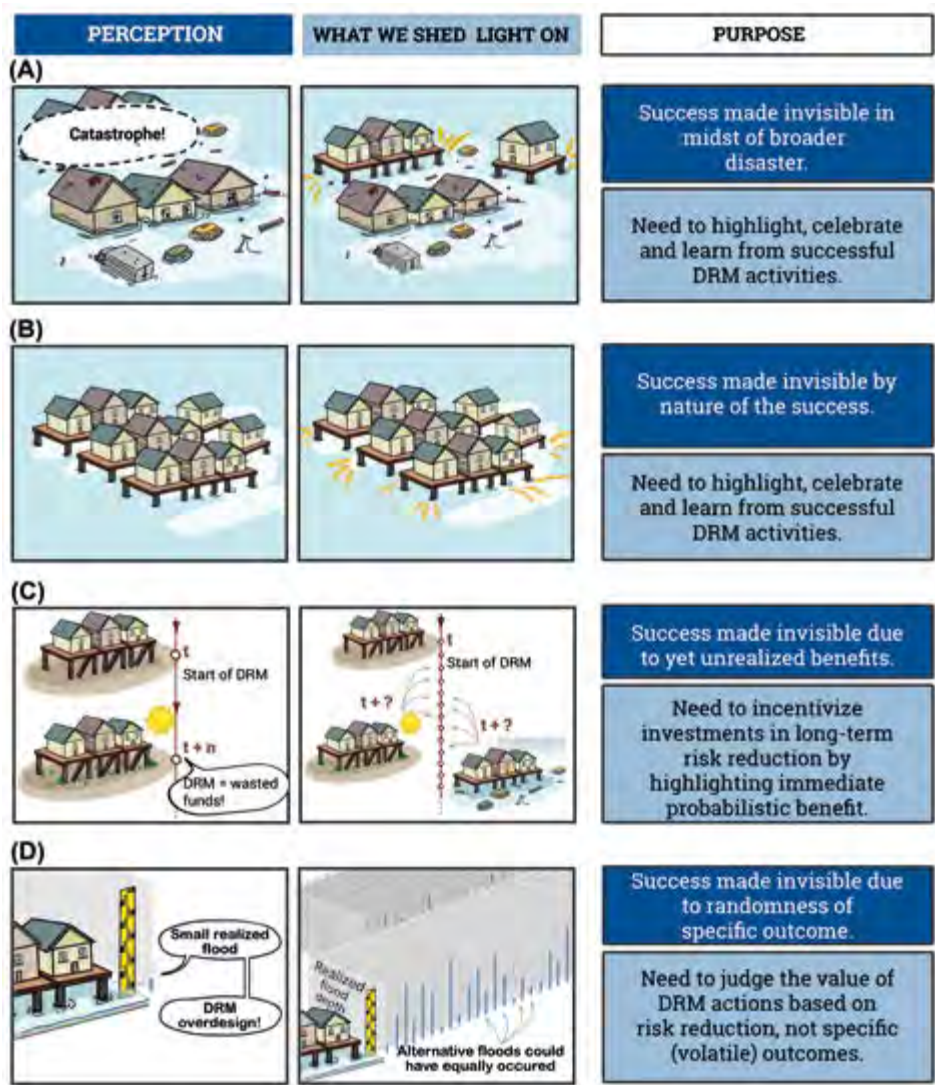 PERCEPTION
WHAT WE SHED LIGHT ON
PURPOSE
(A)
Catastrophe!
Success made invisible in
midst of broader
disaster.
Need to highlight, celebrate
and learn from successful
DRM activities.
(B)
Success made invisible by
nature of the success.
Need to highlight, celebrate
and learn from successful
DRM activities.
(C)
t
Start of DRM
t + n
DRM = wasted
funds!
t
Start of DRM
t + ?
t + ?
Success made invisible due
to yet unrealized benefits.
Need to incentivize
investments in long-term
risk reduction by
highlighting immediate
probabilistic benefit.
(D)
Small realized
flood
DRM
overdesign!
Realized
flood
depth
Alternative floods could
have equally occured
Success made invisible due
to randomness of
specific outcome.
Need to judge the value of
DRM actions based on
risk reduction, not specific
(volatile) outcomes.